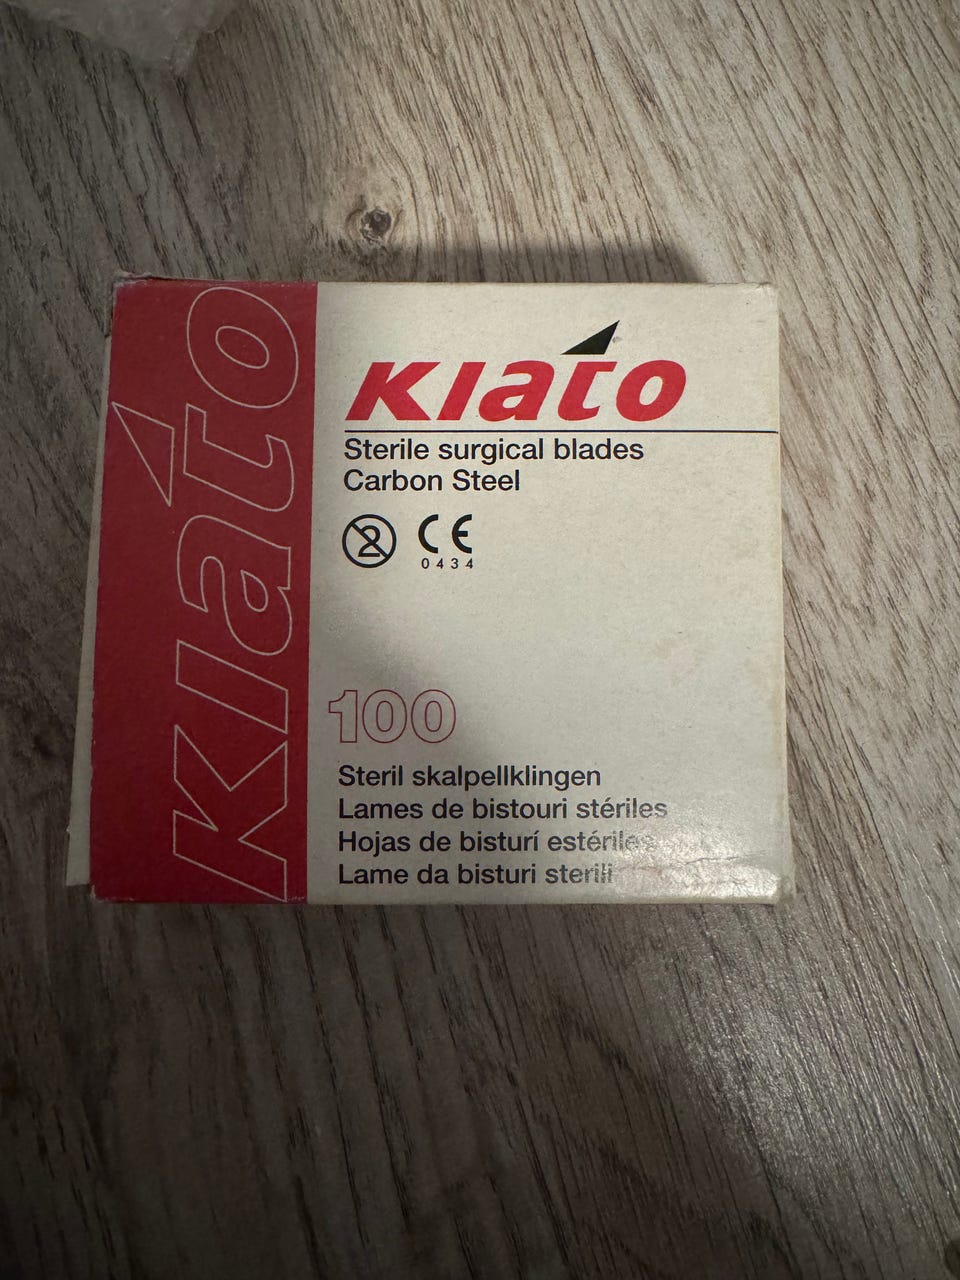 Kiato
KIATO
Sterile surgical blades
Carbon Steel
2 CE
0434
100
Steril skalpellklingen
Lames de bistouri stériles
Hojas de bisturí estériles
Lame da bisturi sterili